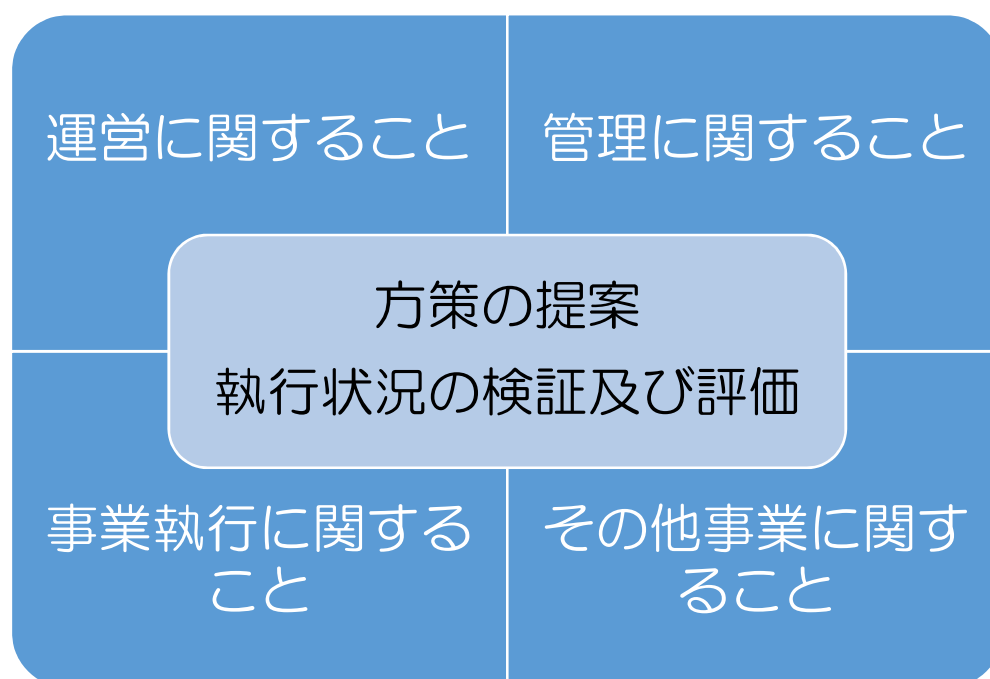 運営に関すること
管理に関すること
方策の提案
執行状況の検証及び評価
事業執行に関する
こと
その他事業に関す
ること